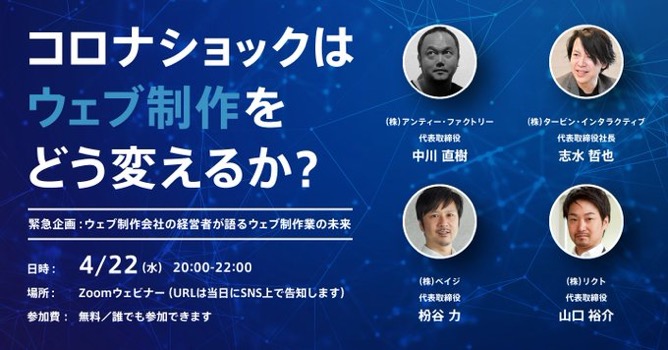 コロナショックは
ウェブ制作を
どう変えるか?
緊急企画:ウェブ制作会社の経営者が語るウェブ制作業の未来
日時: 4/22(水) 20:00-22:00
場所: Zoomウェビナー(URLは当日にSNS上で告知します)
参加費: 無料/誰でも参加できます
(株)アンティー・ファクトリー
代表取締役
中川 直樹
(株)タービン・インタラクティブ
代表取締役社長
志水 哲也
(株)ベイジ
代表取締役
枌谷 力
(株)リクト
代表取締役
山口 裕介